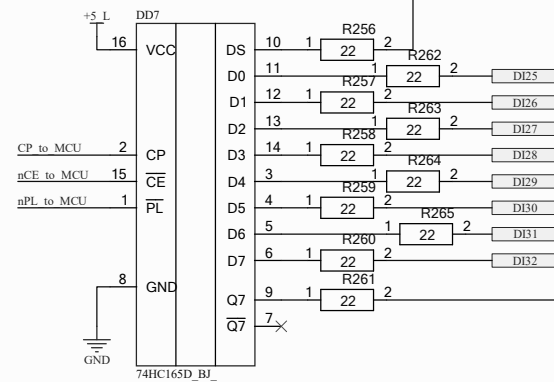 +5_L
DD7
R256
16 VCC DS 10 1 22 2
R262
D0 11 1 22 2 DI25
R257
D1 12 1 22 2 DI26
R263
D2 13 1 22 2 DI27
R258
CP_to_MCU 2 CP D3 14 1 22 2 DI28
R264
nCE_to_MCU 15 CE D4 3 1 22 2 DI29
R259
nPL_to_MCU 1 PL D5 4 1 22 2 DI30
R265
D6 5 1 22 2 DI31
R260
D7 6 1 22 2 DI32
R261
8 GND
Q7 9 1 22 2
Q7 7
GND
74HC165D_BJ_